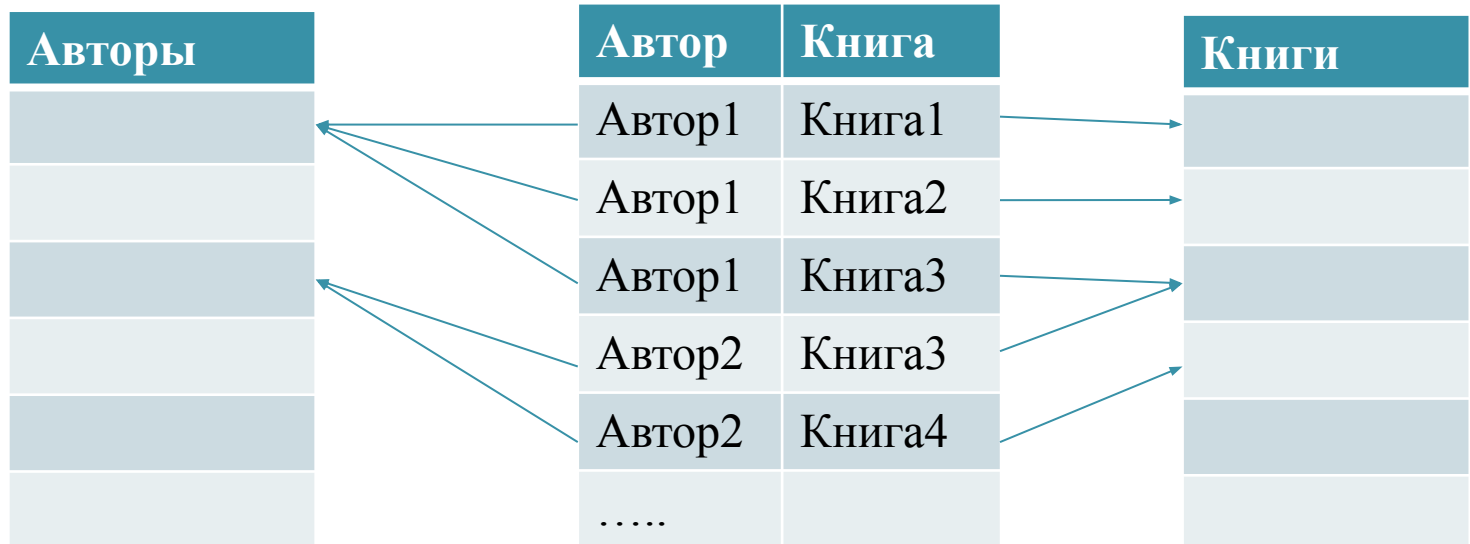 Авторы
Автор Книга
Автор1 Книга1
Автор1 Книга2
Автор1 Книга3
Автор2 Книга3
Автор2 Книга4
…..
Книги